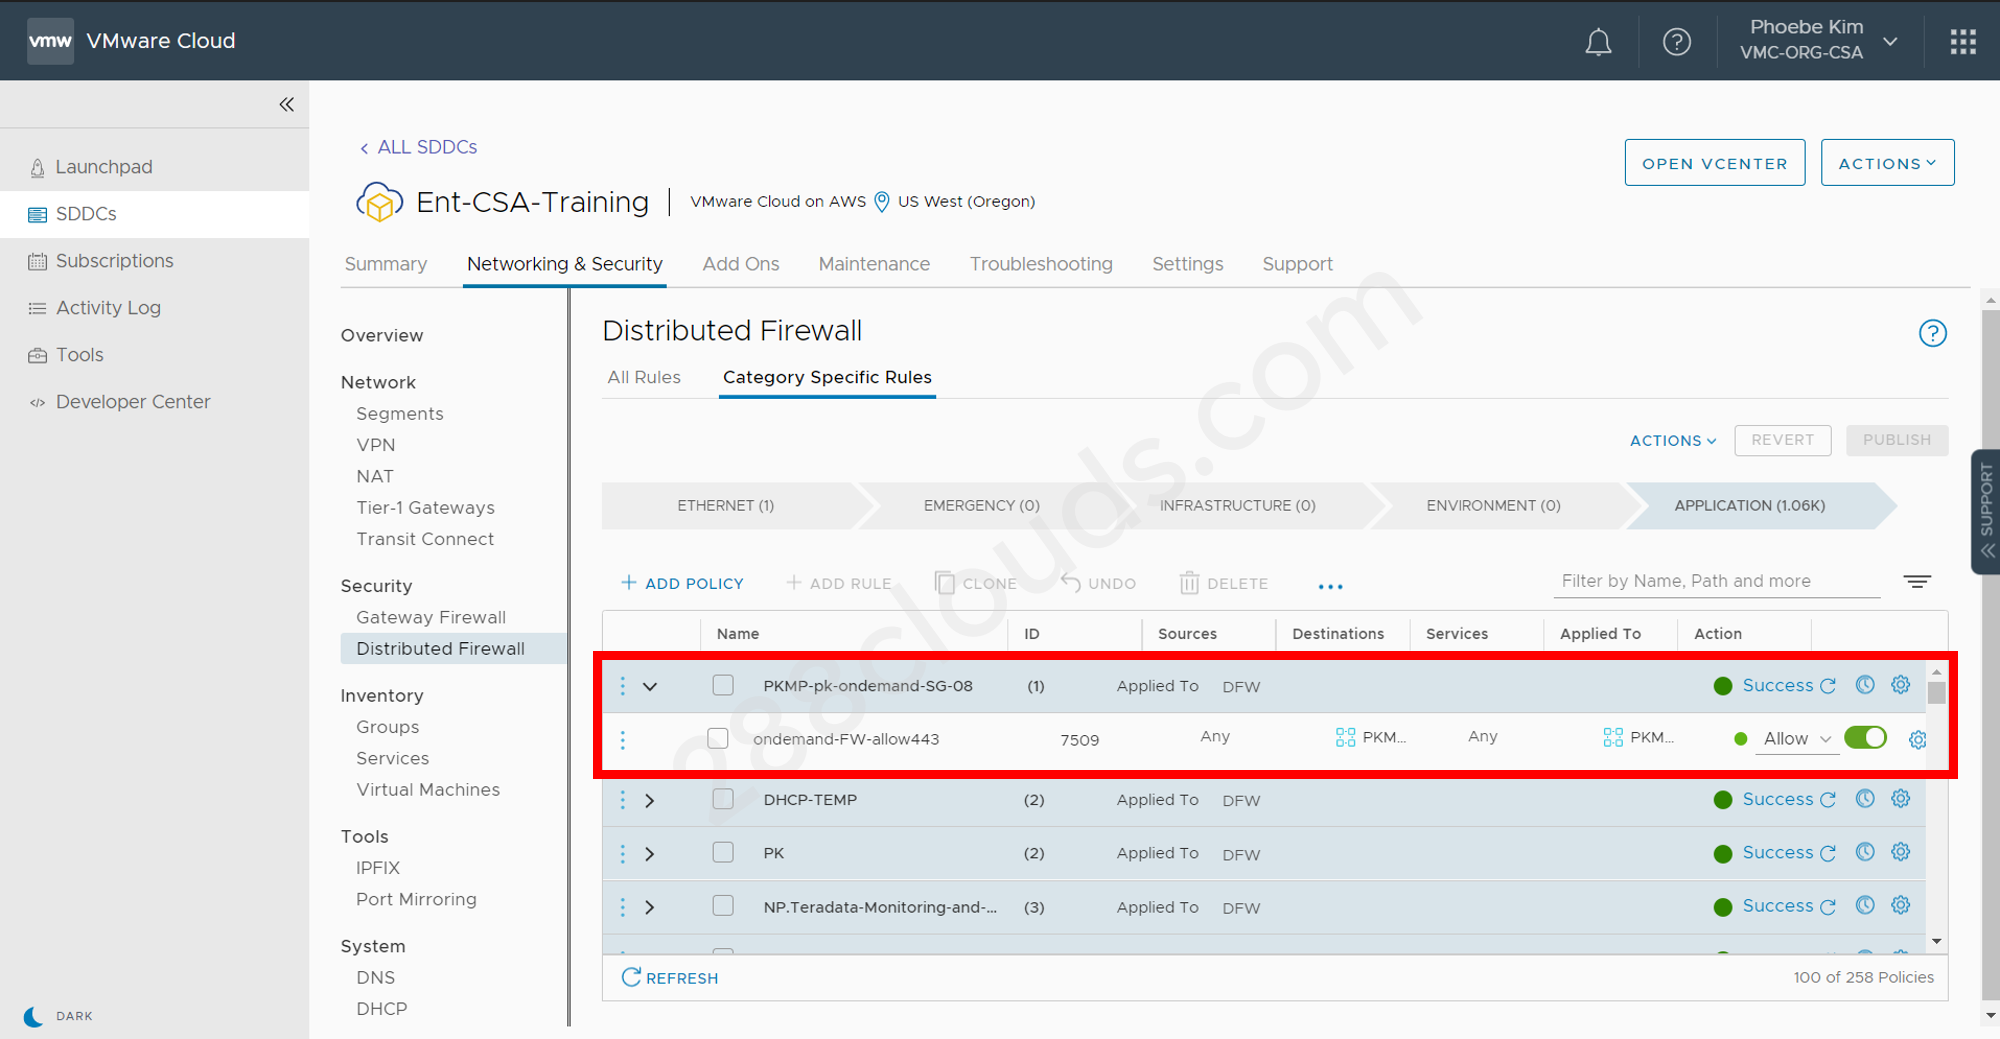 vmw VMware Cloud
Phoebe Kim
VMC-ORG-CSA
Launchpad
SDDCs
Subscriptions
Activity Log
Tools
Developer Center
DARK
ALL SDDCs
OPEN VCENTER
ACTIONS
Ent-CSA-Training
VMware Cloud on AWS US West (Oregon)
Summary Networking & Security Add Ons Maintenance Troubleshooting Settings Support
Overview
Network
Segments
VPN
NAT
Tier-1 Gateways
Transit Connect
Security
Gateway Firewall
Distributed Firewall
Inventory
Groups
Services
Virtual Machines
Tools
IPFIX
Port Mirroring
System
DNS
DHCP
Distributed Firewall
All Rules Category Specific Rules
ACTIONS REVERT PUBLISH
ETHERNET (1) EMERGENCY (0) INFRASTRUCTURE (0) ENVIRONMENT (0) APPLICATION (1.06K)
ADD POLICY ADD RULE CLONE UNDO DELETE ... Filter by Name, Path and more
Name ID Sources Destinations Services Applied To Action
PKMP-pk-ondemand-SG-08 (1) Applied To DFW Success
ondemand-FW-allow443 7509 Any PKM... Any PKM... Allow
DHCP-TEMP (2) Applied To DFW Success
PK (2) Applied To DFW Success
NP.Teradata-Monitoring-and-... (3) Applied To DFW Success
REFRESH 100 of 258 Policies
SUPPORT
288clouds.com